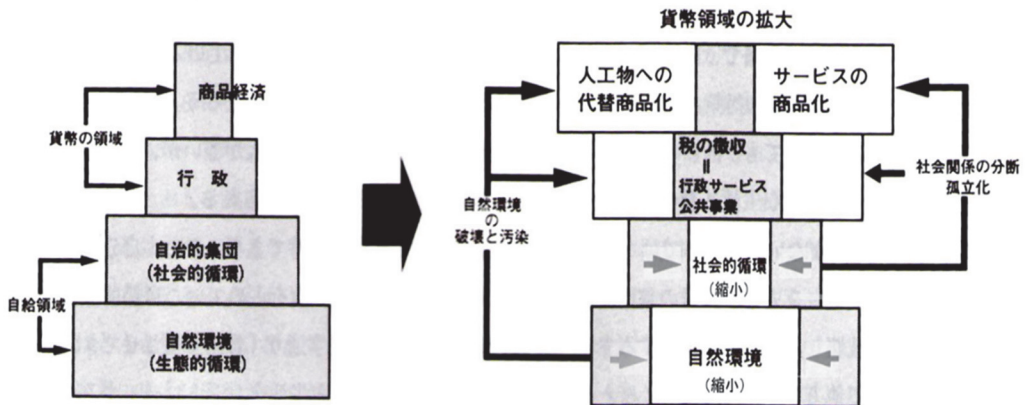 貨幣領域の拡大
商品経済
貨幣の領域
行 政
自治的集団
(社会的循環)
自給領域
自然環境
(生態的循環)
人工物への
代替商品化
サービスの
商品化
税の徴収
॥
行政サービス
公共事業
社会関係の分断
孤立化
自然環境
の
破壊と汚染
社会的循環
(縮小)
自然環境
(縮小)